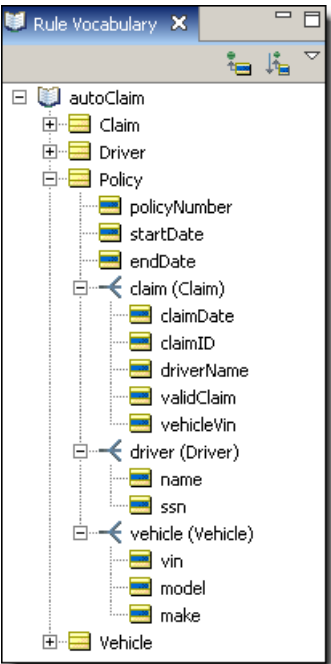 Rule Vocabulary
autoClaim
Claim
Driver
Policy
policyNumber
startDate
endDate
claim (Claim)
claimDate
claimID
driverName
validClaim
vehicleVin
driver (Driver)
name
ssn
vehicle (Vehicle)
vin
model
make
Vehicle